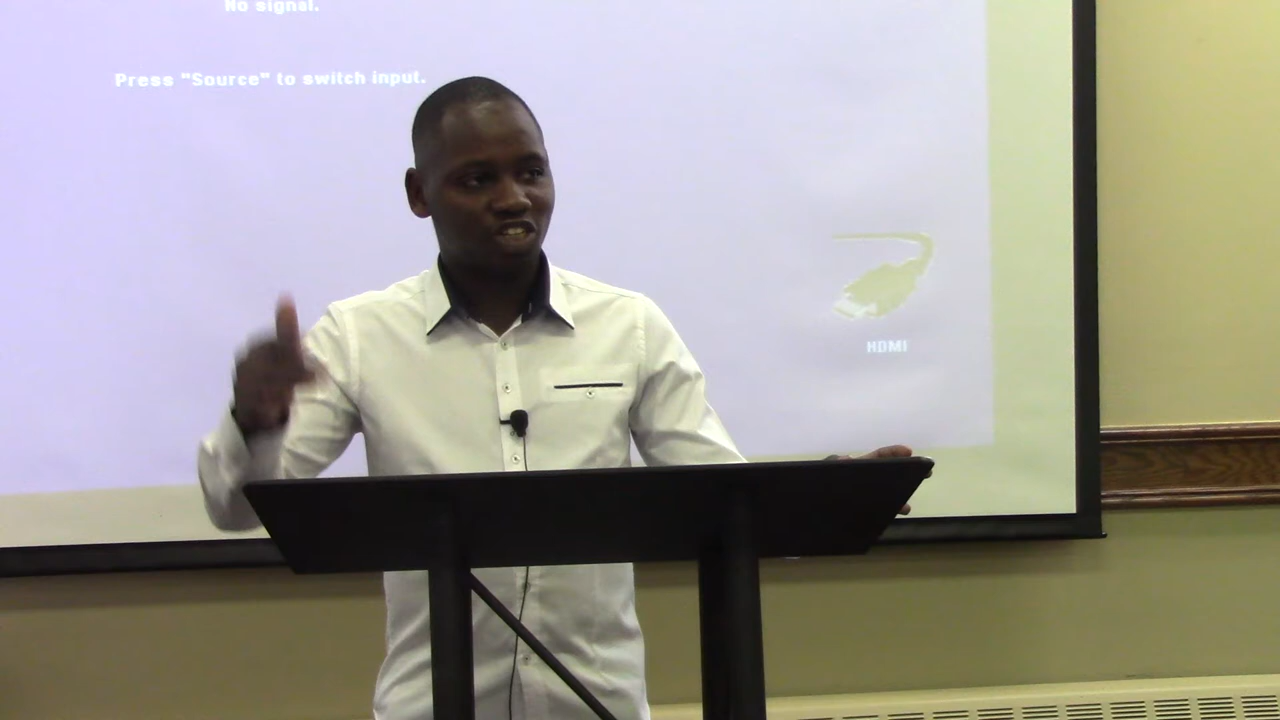 No signal.
Press "Source" to switch input.
HDMI